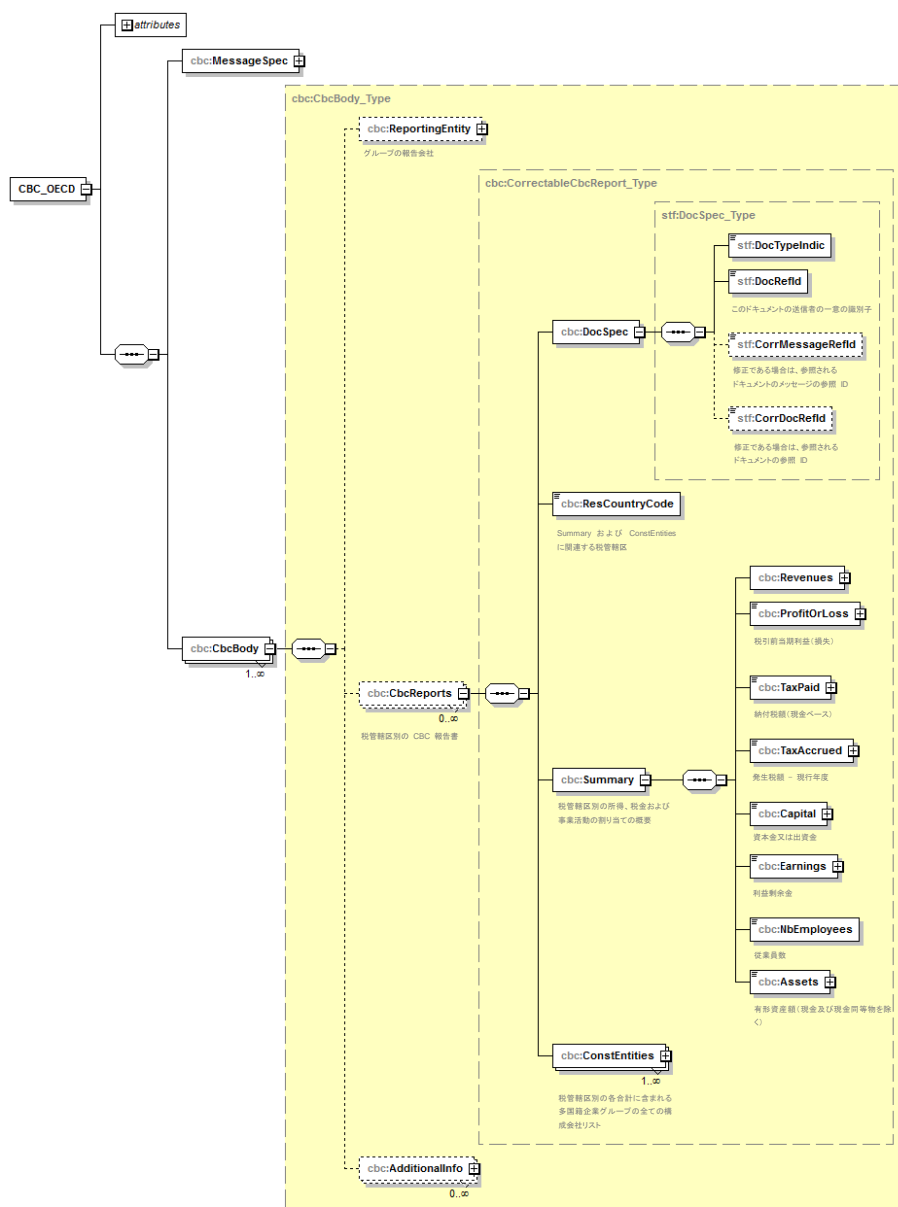 attributes
cbc:MessageSpec
cbc:CbcBody_Type
cbc:ReportingEntity
グループの報告会社
CBC_OECD
cbc:CorrectableCbcReport_Type
stf:DocSpec_Type
stf:DocTypeIndic
stf:DocRefId
このドキュメントの送信者の一意の識別子
cbc:DocSpec
stf:CorrMessageRefId
修正である場合は、参照される
ドキュメントのメッセージの参照 ID
stf:CorrDocRefId
修正である場合は、参照される
ドキュメントの参照 ID
cbc:ResCountryCode
Summary および ConstEntities
に関連する税管轄区
cbc:Revenues
cbc:ProfitOrLoss
税引前当期利益(損失)
cbc:CbcBody
1..∞
cbc:CbcReports
0..∞
税管轄区別の CBC 報告書
cbc:TaxPaid
納付税額(現金ベース)
cbc:TaxAccrued
発生税額 - 現行年度
cbc:Summary
税管轄区別の所得、税金および
事業活動の割り当ての概要
cbc:Capital
資本金又は出資金
cbc:Earnings
利益剰余金
cbc:NbEmployees
従業員数
cbc:Assets
有形資産額(現金及び現金同等物を除
く)
cbc:ConstEntities
1..∞
税管轄区別の各合計に含まれる
多国籍企業グループの全ての構
成会社リスト
cbc:AdditionalInfo
0..∞